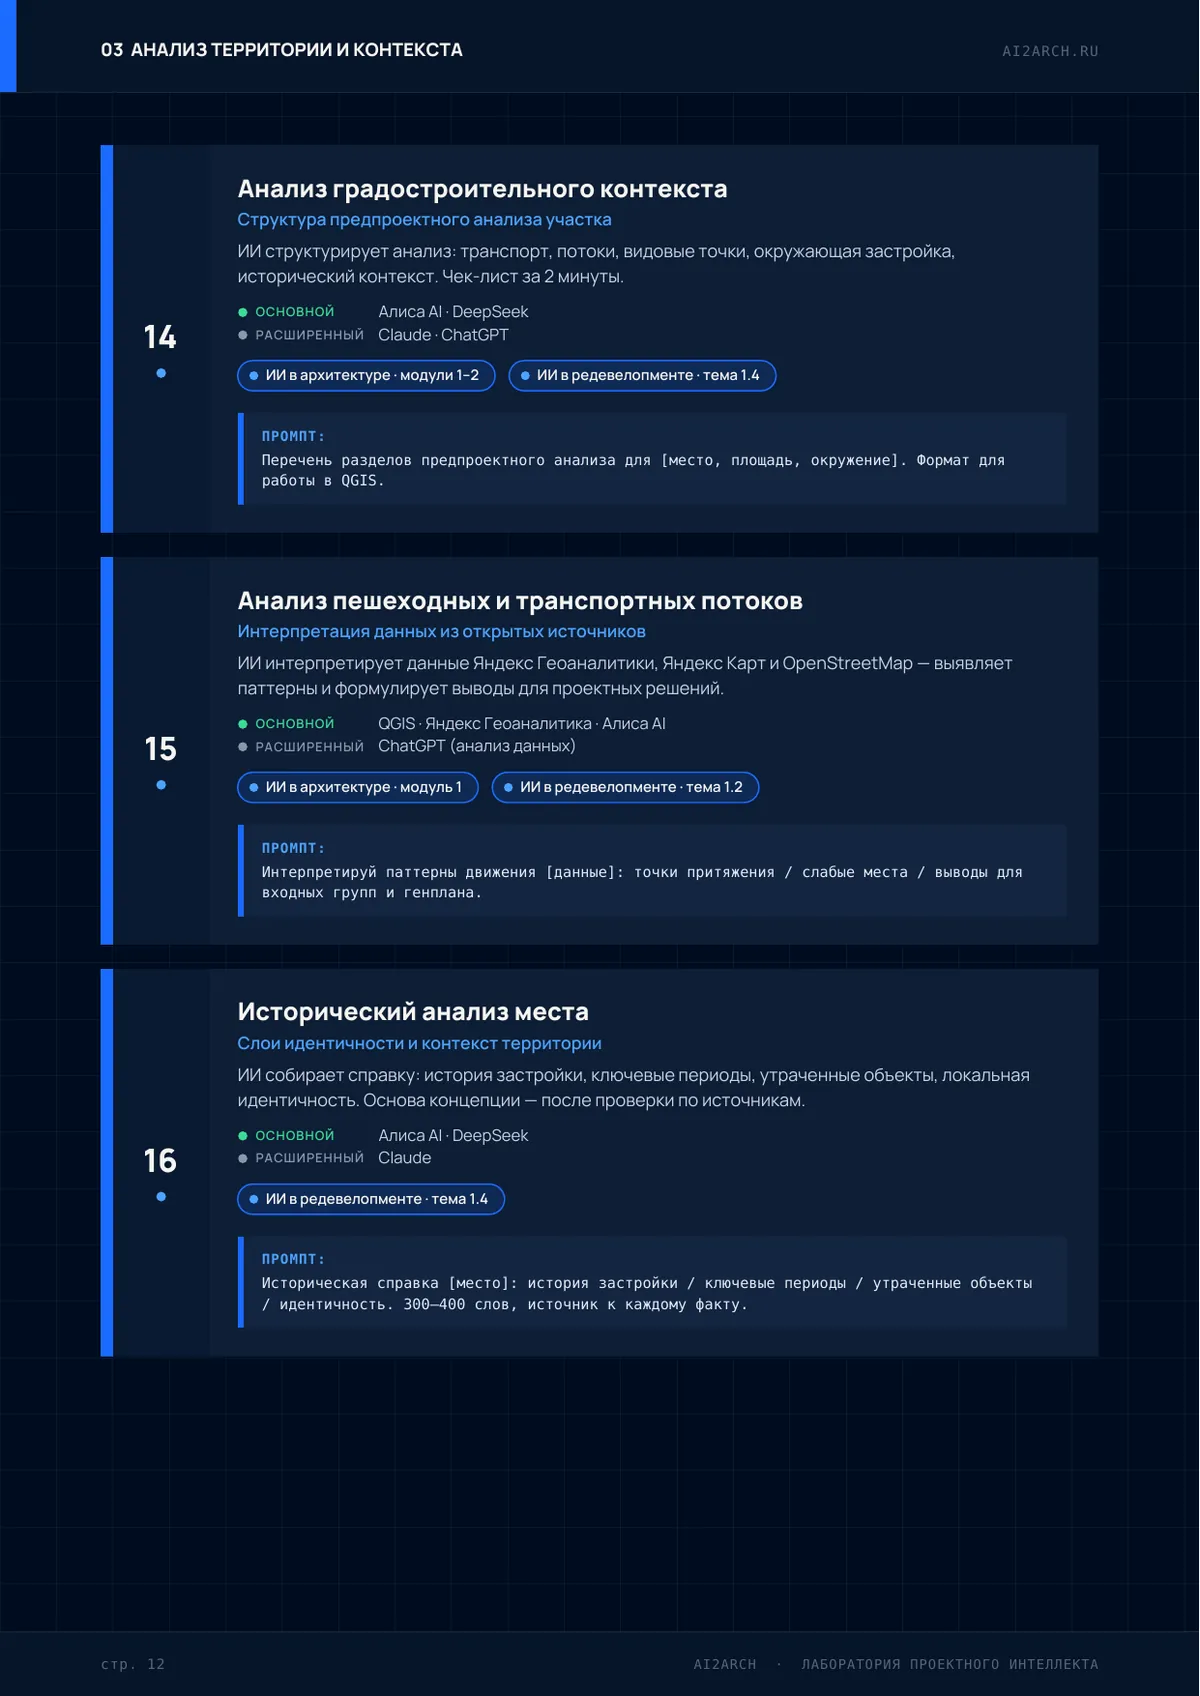 03 АНАЛИЗ ТЕРРИТОРИИ И КОНТЕКСТА
AI2ARCH.RU
14
Анализ градостроительного контекста
Структура предпроектного анализа участка
ИИ структурирует анализ: транспорт, потоки, видовые точки, окружающая застройка,
исторический контекст. Чек-лист за 2 минуты.
ОСНОВНОЙ Алиса AI · DeepSeek
РАСШИРЕННЫЙ Claude · ChatGPT
ИИ в архитектуре · модули 1–2 ИИ в редевелопменте · тема 1.4
ПРОМПТ:
Перечень разделов предпроектного анализа для [место, площадь, окружение]. Формат для
работы в QGIS.
15
Анализ пешеходных и транспортных потоков
Интерпретация данных из открытых источников
ИИ интерпретирует данные Яндекс Геоаналитики, Яндекс Карт и OpenStreetMap — выявляет
паттерны и формулирует выводы для проектных решений.
ОСНОВНОЙ QGIS · Яндекс Геоаналитика · Алиса AI
РАСШИРЕННЫЙ ChatGPT (анализ данных)
ИИ в архитектуре · модуль 1 ИИ в редевелопменте · тема 1.2
ПРОМПТ:
Интерпретируй паттерны движения [данные]: точки притяжения / слабые места / выводы для
входных групп и генплана.
16
Исторический анализ места
Слои идентичности и контекст территории
ИИ собирает справку: история застройки, ключевые периоды, утраченные объекты, локальная
идентичность. Основа концепции — после проверки по источникам.
ОСНОВНОЙ Алиса AI · DeepSeek
РАСШИРЕННЫЙ Claude
ИИ в редевелопменте · тема 1.4
ПРОМПТ:
Историческая справка [место]: история застройки / ключевые периоды / утраченные объекты
/ идентичность. 300–400 слов, источник к каждому факту.
стр. 12
AI2ARCH · ЛАБОРАТОРИЯ ПРОЕКТНОГО ИНТЕЛЛЕКТА